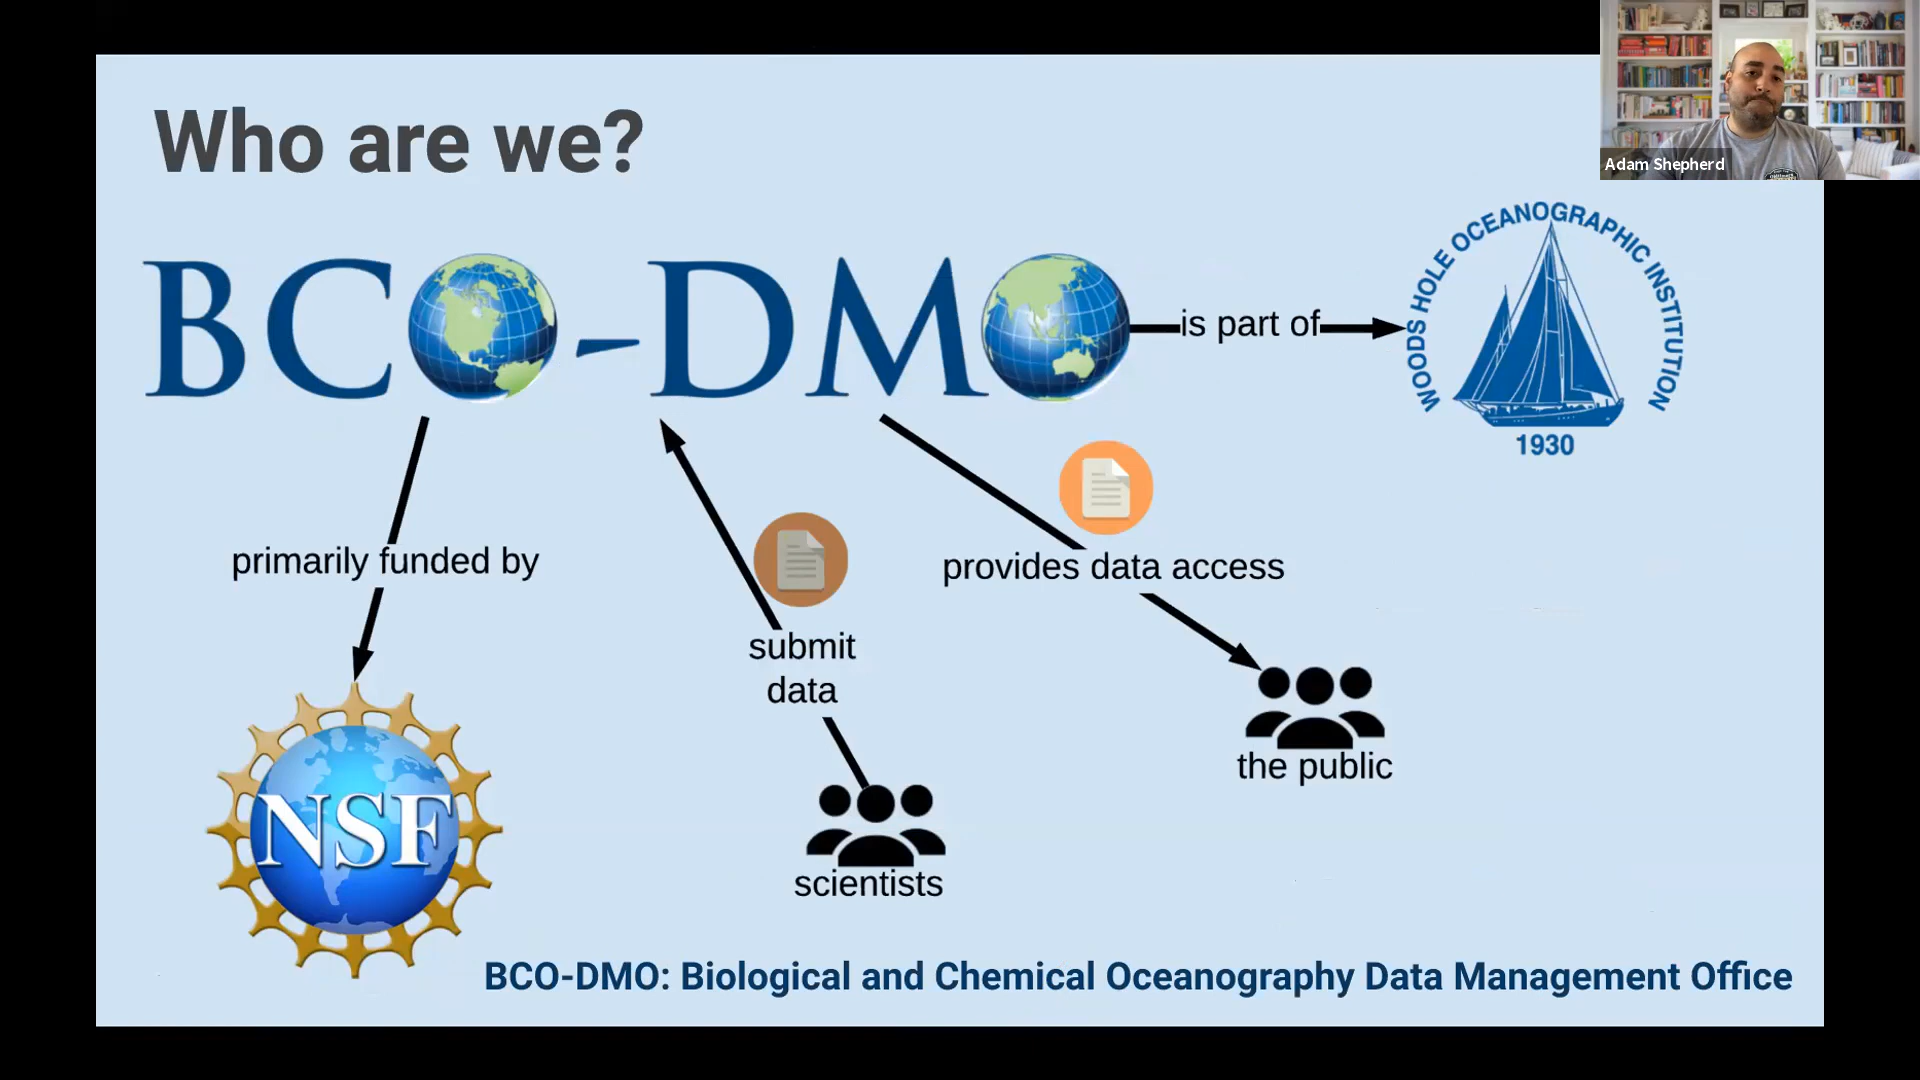 Who are we?
Adam Shepherd
BCO-DMO
is part of
WOODS HOLE OCEANOGRAPHIC INSTITUTION
1930
primarily funded by
submit
data
provides data access
the public
NSF
scientists
BCO-DMO: Biological and Chemical Oceanography Data Management Office